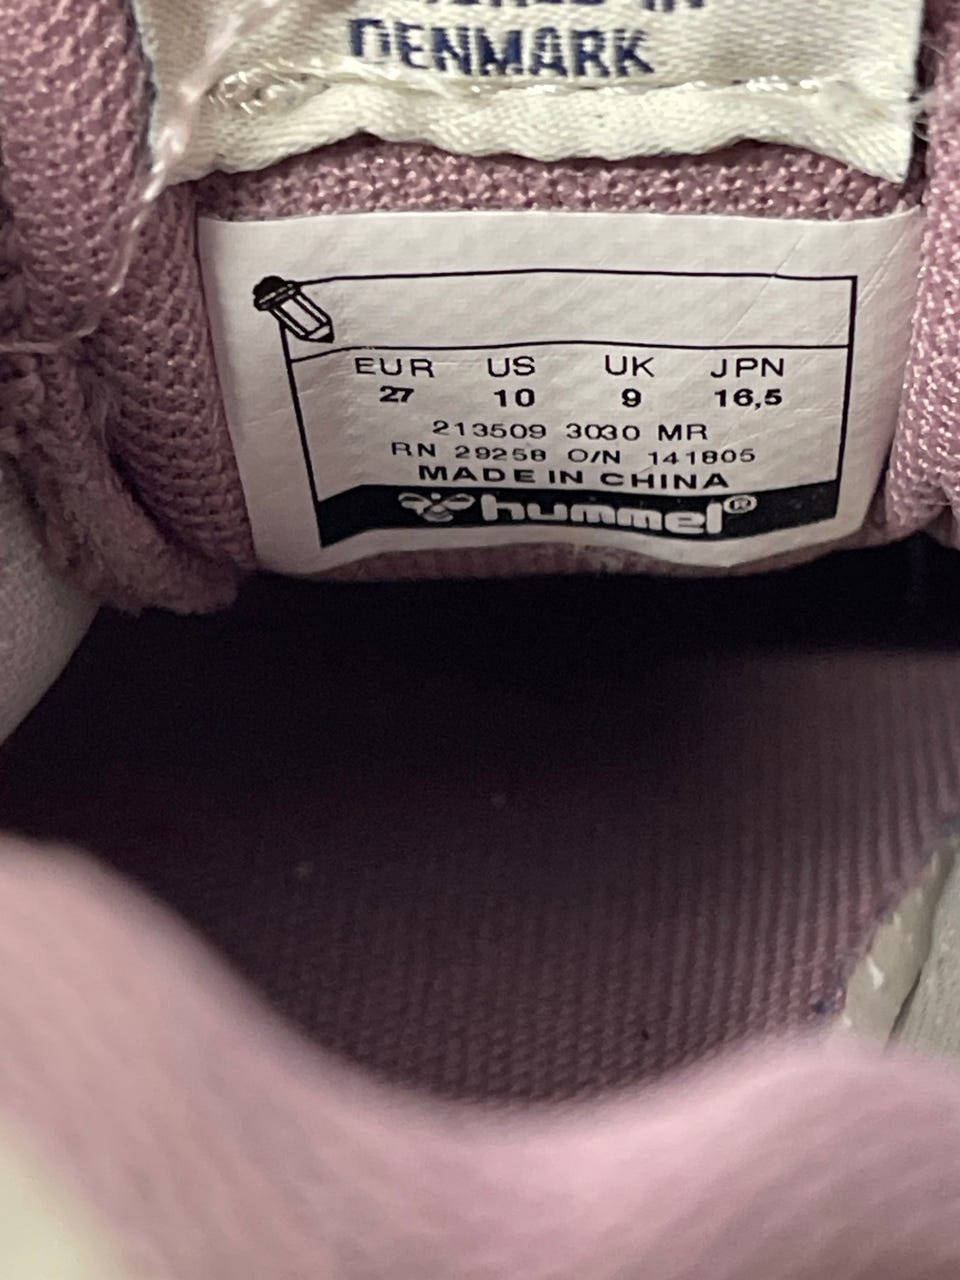 DENMARK
EUR US UK JPN
27 10 9 16,5
213509 3030 MR
RN 29258 O/N 141805
MADE IN CHINA
hummel®